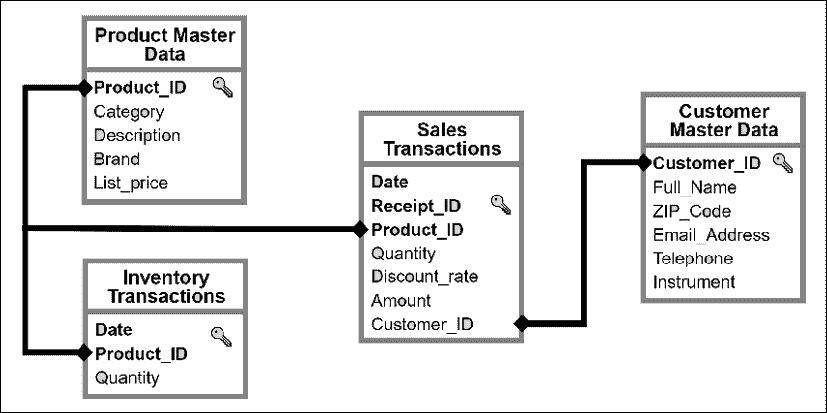 Product Master
Data
Product_ID
Category
Description
Brand
List_price
Inventory
Transactions
Date
Product_ID
Quantity
Sales
Transactions
Date
Receipt_ID
Product_ID
Quantity
Discount_rate
Amount
Customer_ID
Customer
Master Data
Customer_ID
Full_Name
ZIP_Code
Email_Address
Telephone
Instrument